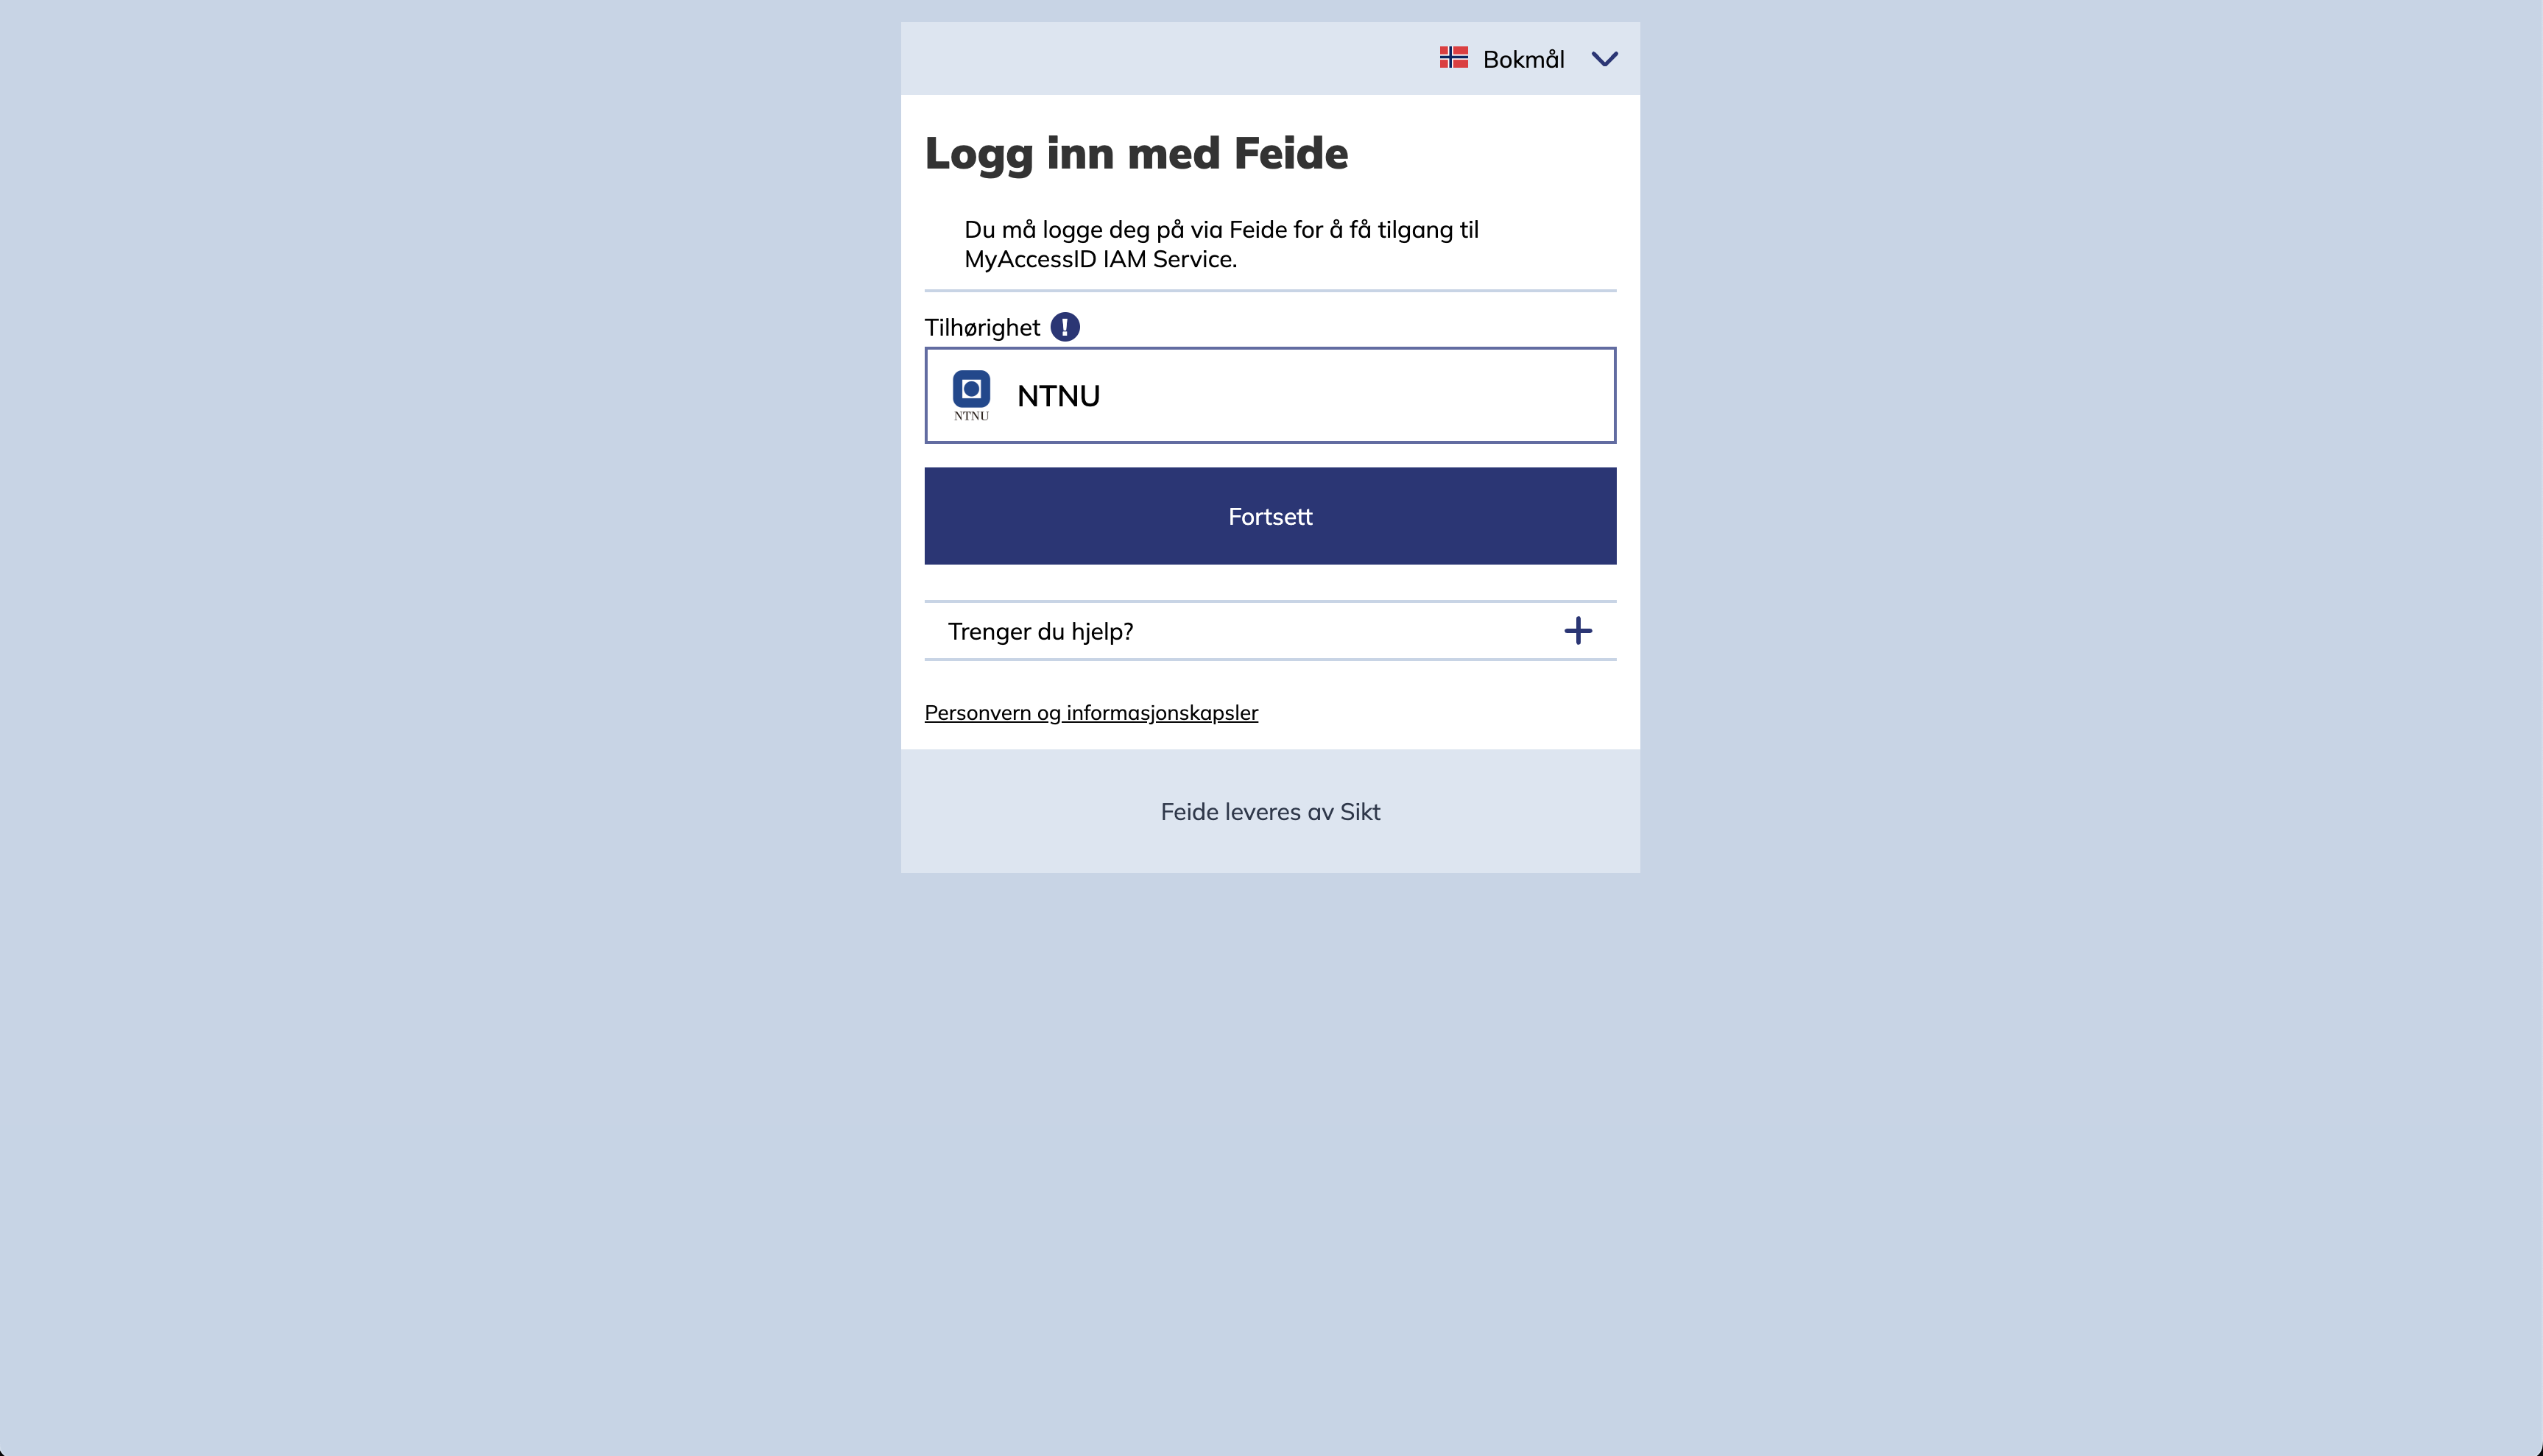 Bokmål
Logg inn med Feide
Du må logge deg på via Feide for å få tilgang til
MyAccessID IAM Service.
Tilhørighet !
NTNU
NTNU
Fortsett
Trenger du hjelp?
Personvern og informasjonskapsler
Feide leveres av Sikt